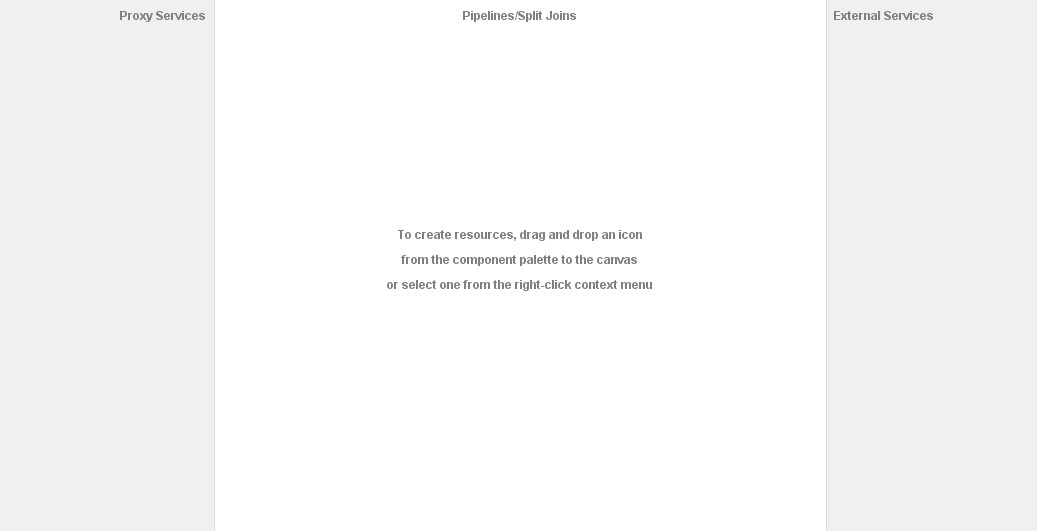 Proxy Services
Pipelines/Split Joins
External Services
To create resources, drag and drop an icon
from the component palette to the canvas
or select one from the right-click context menu